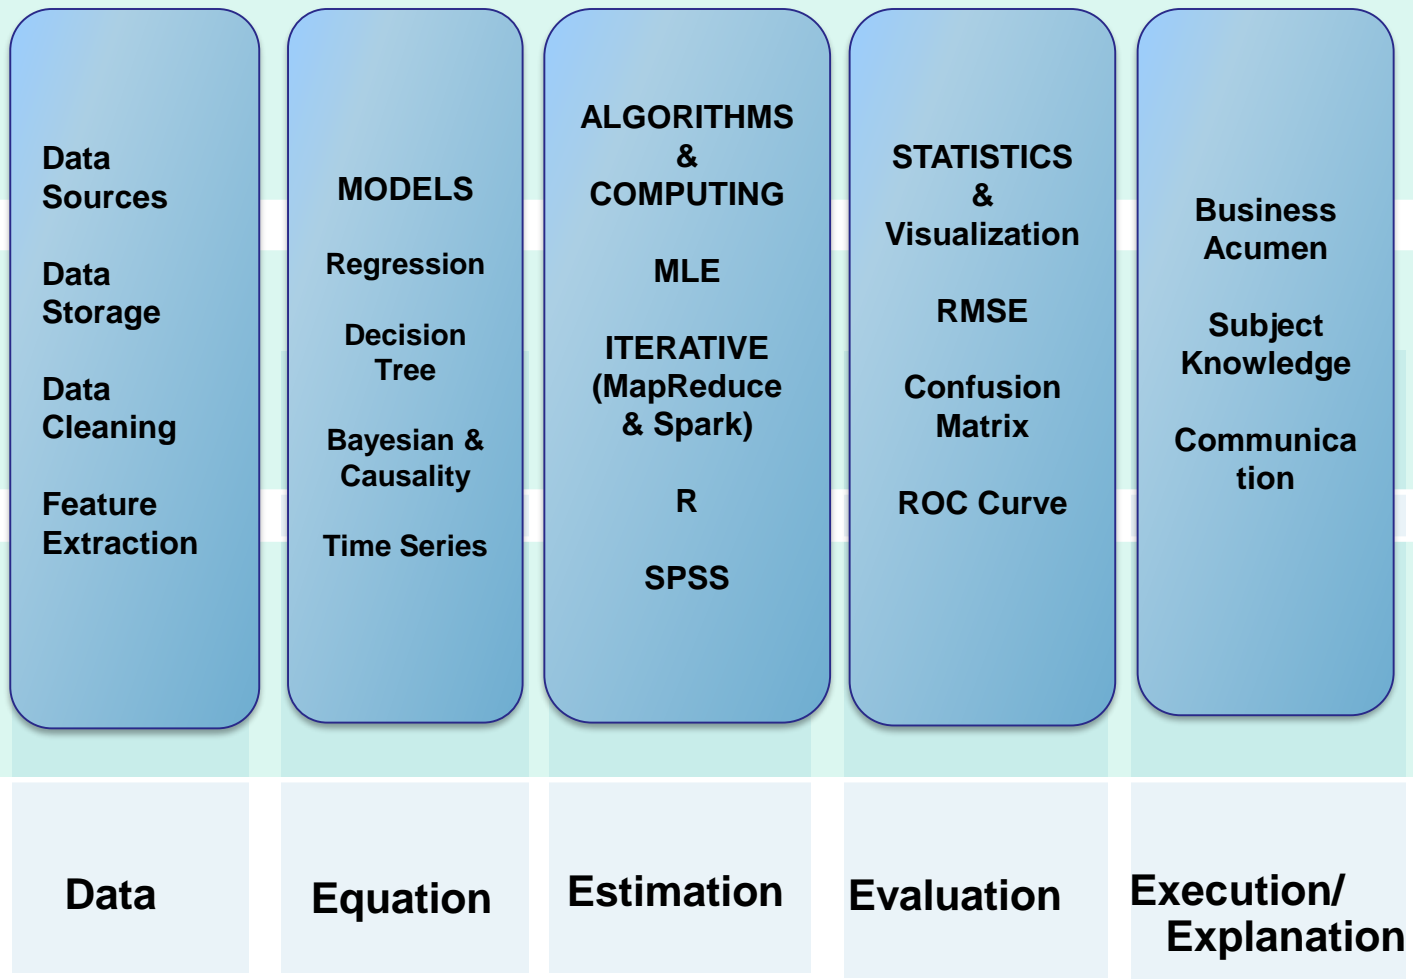 Data
Sources
Data
Storage
Data
Cleaning
Feature
Extraction
MODELS
Regression
Decision
Tree
Bayesian &
Causality
Time Series
ALGORITHMS
&
COMPUTING
MLE
ITERATIVE
(MapReduce
& Spark)
R
SPSS
STATISTICS
&
Visualization
RMSE
Confusion
Matrix
ROC Curve
Business
Acumen
Subject
Knowledge
Communica
tion
Data
Equation
Estimation
Evaluation
Execution/
Explanation